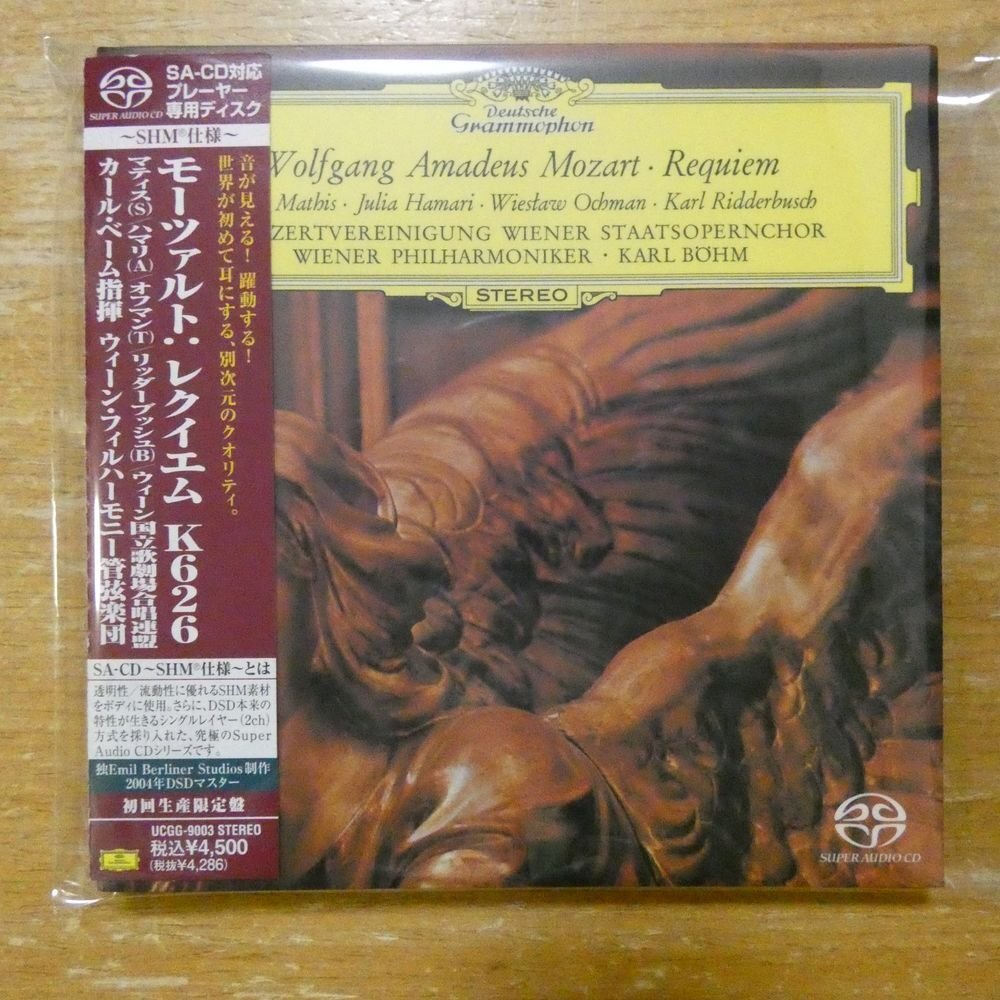 SUPER AUDIO CD
SA-CD対応
プレーヤー
専用ディスク
～SHM®仕様～
音が見える！躍動する！
世界が初めて耳にする、別次元のクオリティ。
モーツァルト：レクイエム K626
マティス(S)/ハマリ(A)/オフマン(T)/リッダーブッシュ(B)/ウィーン国立歌劇場合唱連盟
カール・ベーム指揮 ウィーン・フィルハーモニー管弦楽団
SA-CD～SHM®仕様～とは
透明性／流動性に優れるSHM素材
をボディに使用。さらに、DSD本来の
特性が生きるシングルレイヤー(2ch)
方式を採り入れた、究極のSuper
Audio CDシリーズです。
独Emil Berliner Studios制作
2004年DSDマスター
初回生産限定盤
UCGG-9003 STEREO
税込¥4,500
(税抜¥4,286)
Deutsche
Grammophon
Wolfgang Amadeus Mozart · Requiem
Mathis · Julia Hamari · Wiesław Ochman · Karl Ridderbusch
ZERTVEREINIGUNG WIENER STAATSOPERNCHOR
WIENER PHILHARMONIKER · KARL BÖHM
STEREO
SUPER AUDIO CD